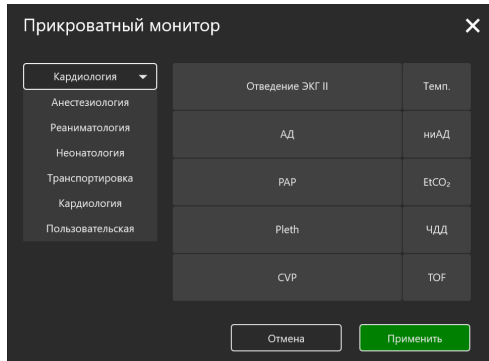 Прикроватный монитор
Кардиология
Анестезиология
Реаниматология
Неонатология
Транспортировка
Кардиология
Пользовательская
Отведение ЭКГ II Темп.
АД ниАД
PAP EtCO₂
Pleth ЧДД
CVP TOF
Отмена Применить